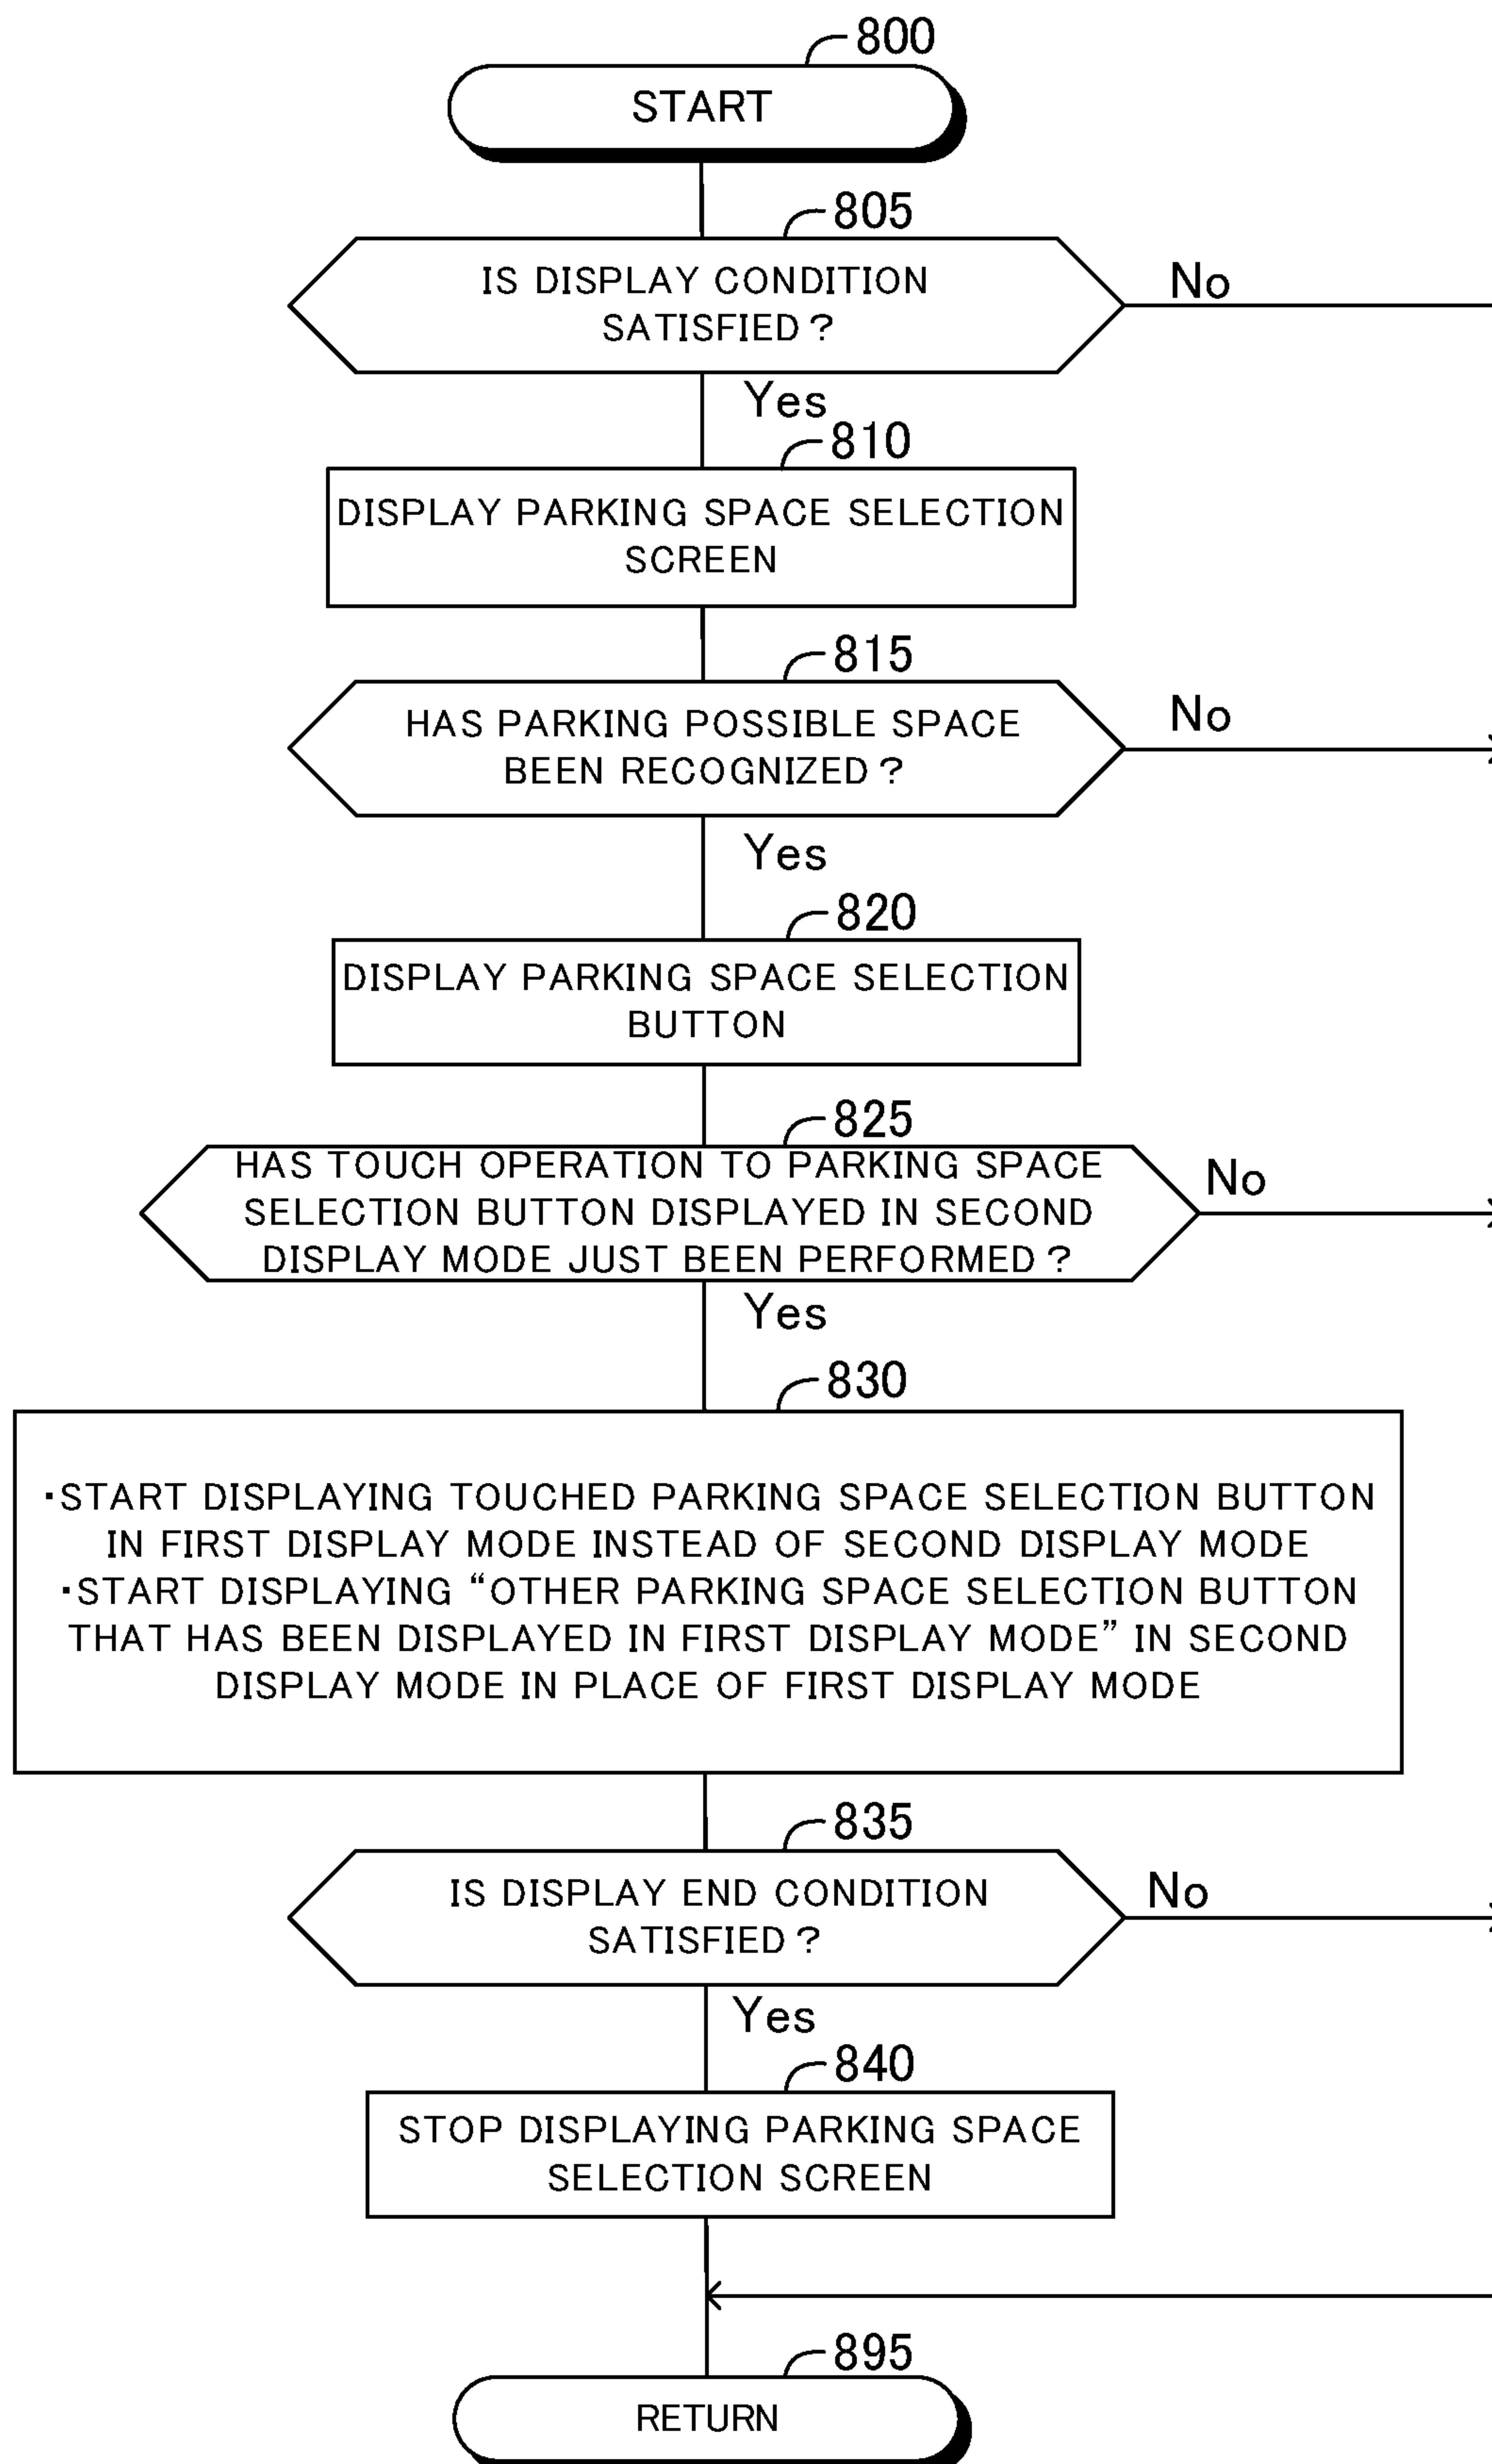 800
START
805
IS DISPLAY CONDITION
SATISFIED?
No
Yes
810
DISPLAY PARKING SPACE SELECTION
SCREEN
815
HAS PARKING POSSIBLE SPACE
BEEN RECOGNIZED?
No
Yes
820
DISPLAY PARKING SPACE SELECTION
BUTTON
825
HAS TOUCH OPERATION TO PARKING SPACE
SELECTION BUTTON DISPLAYED IN SECOND
DISPLAY MODE JUST BEEN PERFORMED?
No
Yes
830
・START DISPLAYING TOUCHED PARKING SPACE SELECTION BUTTON
IN FIRST DISPLAY MODE INSTEAD OF SECOND DISPLAY MODE
・START DISPLAYING “OTHER PARKING SPACE SELECTION BUTTON
THAT HAS BEEN DISPLAYED IN FIRST DISPLAY MODE” IN SECOND
DISPLAY MODE IN PLACE OF FIRST DISPLAY MODE
835
IS DISPLAY END CONDITION
SATISFIED?
No
Yes
840
STOP DISPLAYING PARKING SPACE
SELECTION SCREEN
895
RETURN